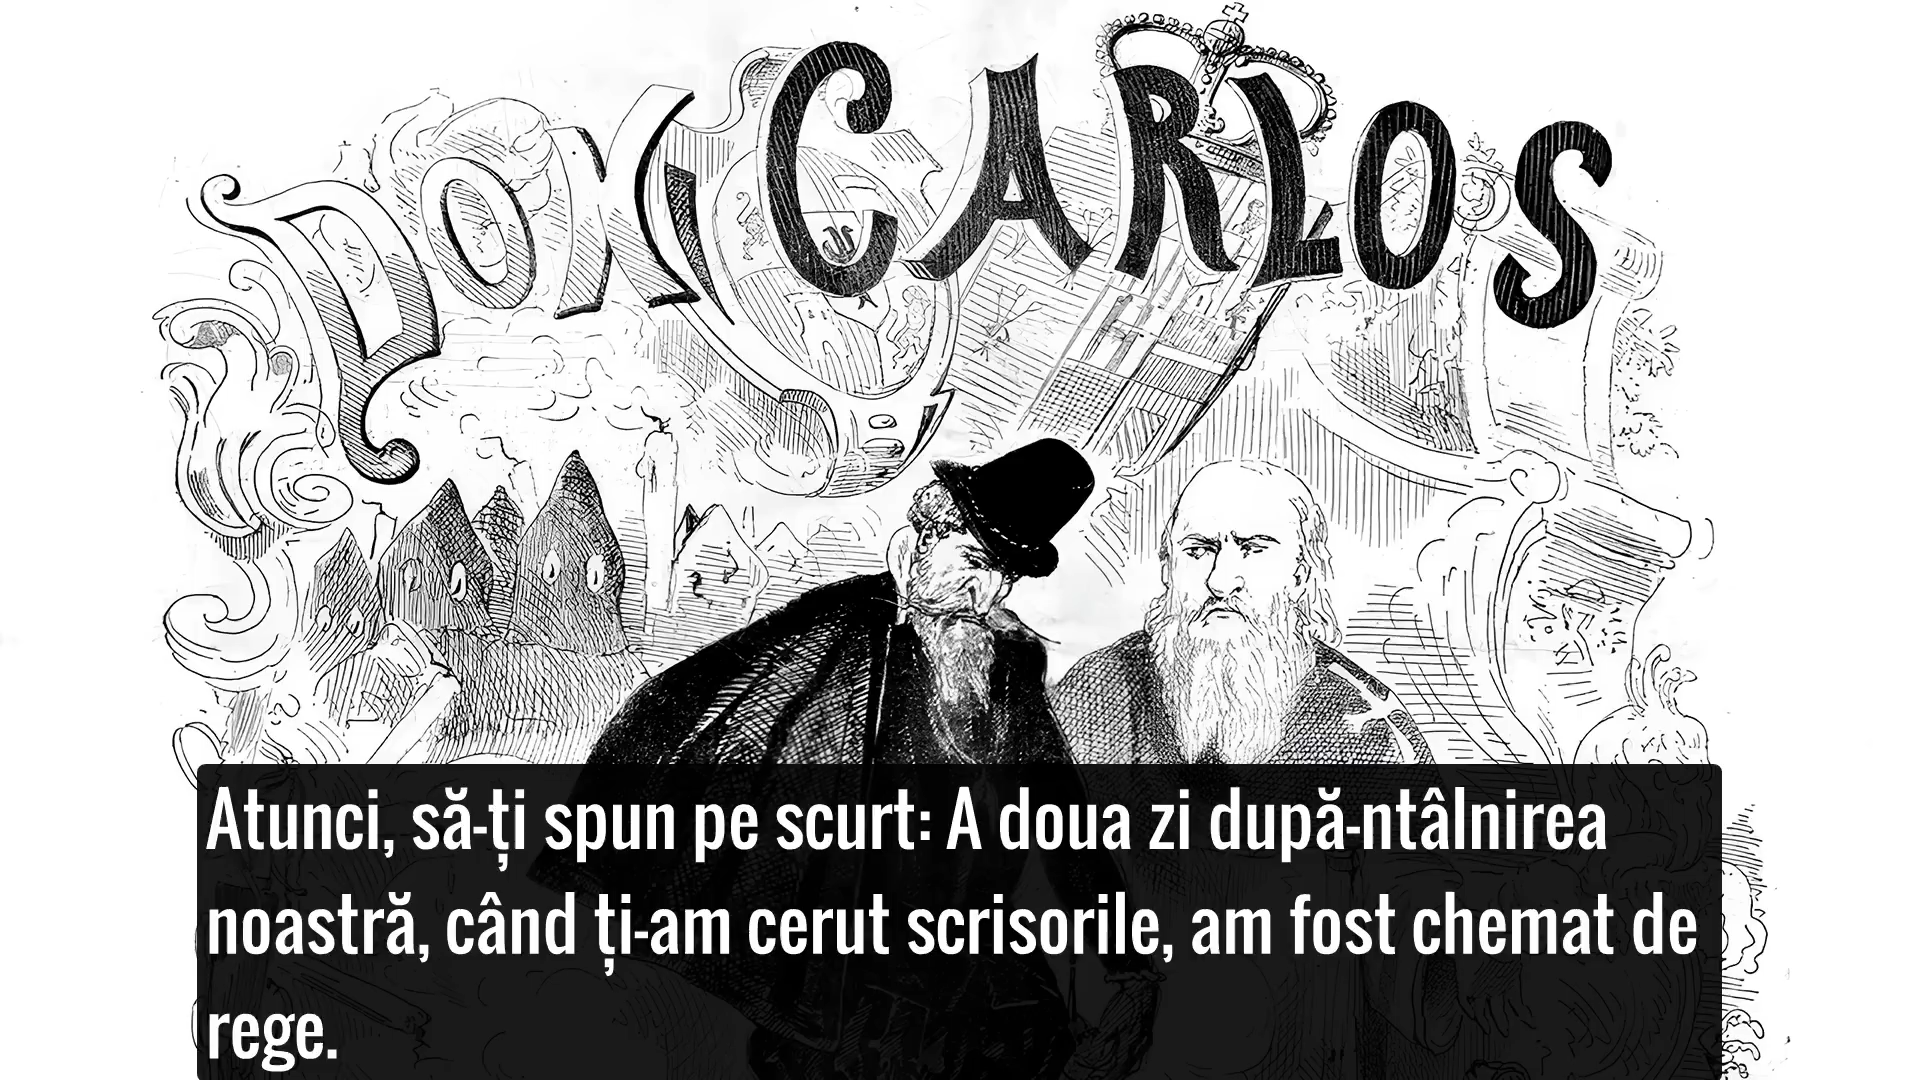 DON CARLOS
Atunci, să-ți spun pe scurt: A doua zi după-ntâlnirea
noastră, când ți-am cerut scrisorile, am fost chemat de
rege.